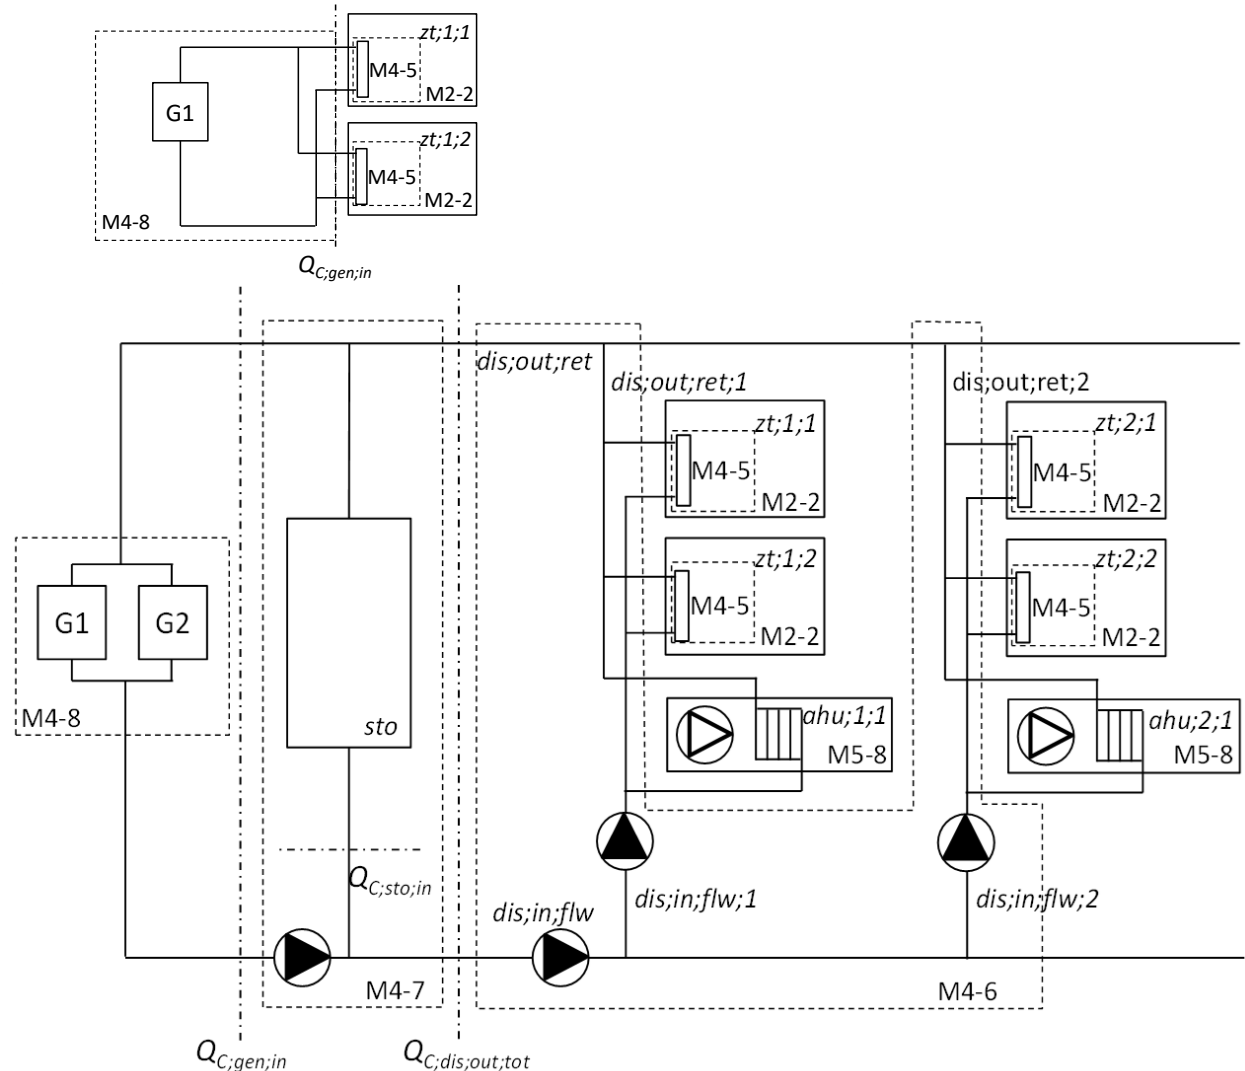 zt;1;1
M4-5
M2-2
G1
zt;1;2
M4-5
M2-2
M4-8
Q C;gen;in
dis;out;ret
dis;out;ret;1
dis;out;ret;2
zt;1;1
M4-5
M2-2
zt;2;1
M4-5
M2-2
zt;1;2
M4-5
M2-2
zt;2;2
M4-5
M2-2
G1
G2
M4-8
sto
ahu;1;1
M5-8
ahu;2;1
M5-8
Q C;sto;in
dis;in;flw
dis;in;flw;1
dis;in;flw;2
M4-7
M4-6
Q C;gen;in
Q C;dis;out;tot